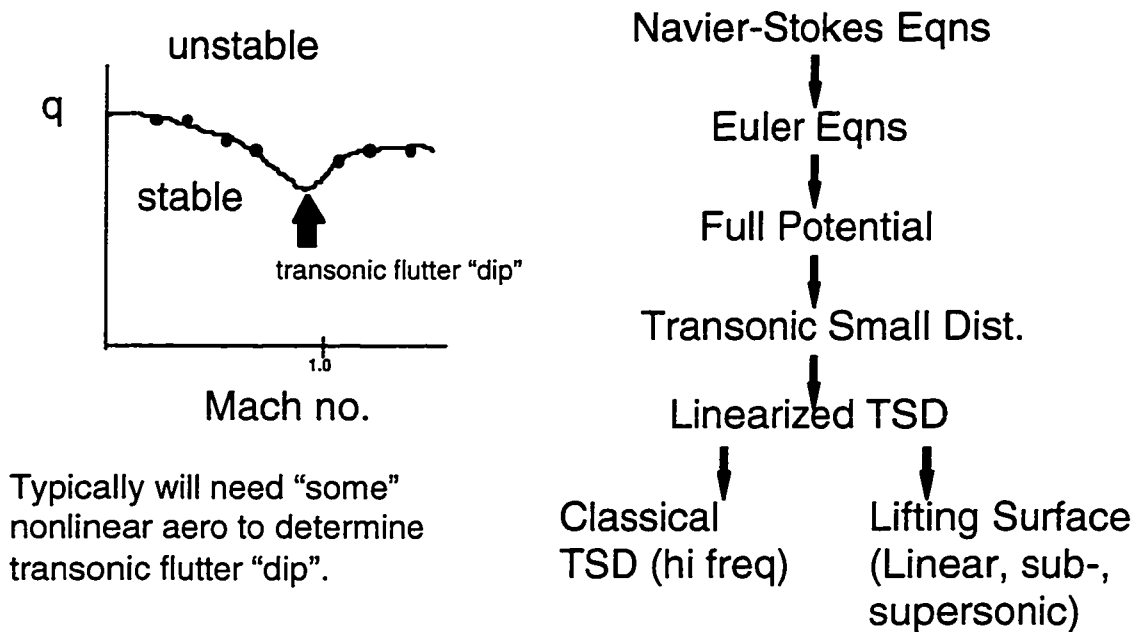 unstable
q
stable
transonic flutter “dip”
1.0
Mach no.
Typically will need “some”
nonlinear aero to determine
transonic flutter “dip”.
Navier-Stokes Eqns
Euler Eqns
Full Potential
Transonic Small Dist.
Linearized TSD
Classical
TSD (hi freq)
Lifting Surface
(Linear, sub-,
supersonic)